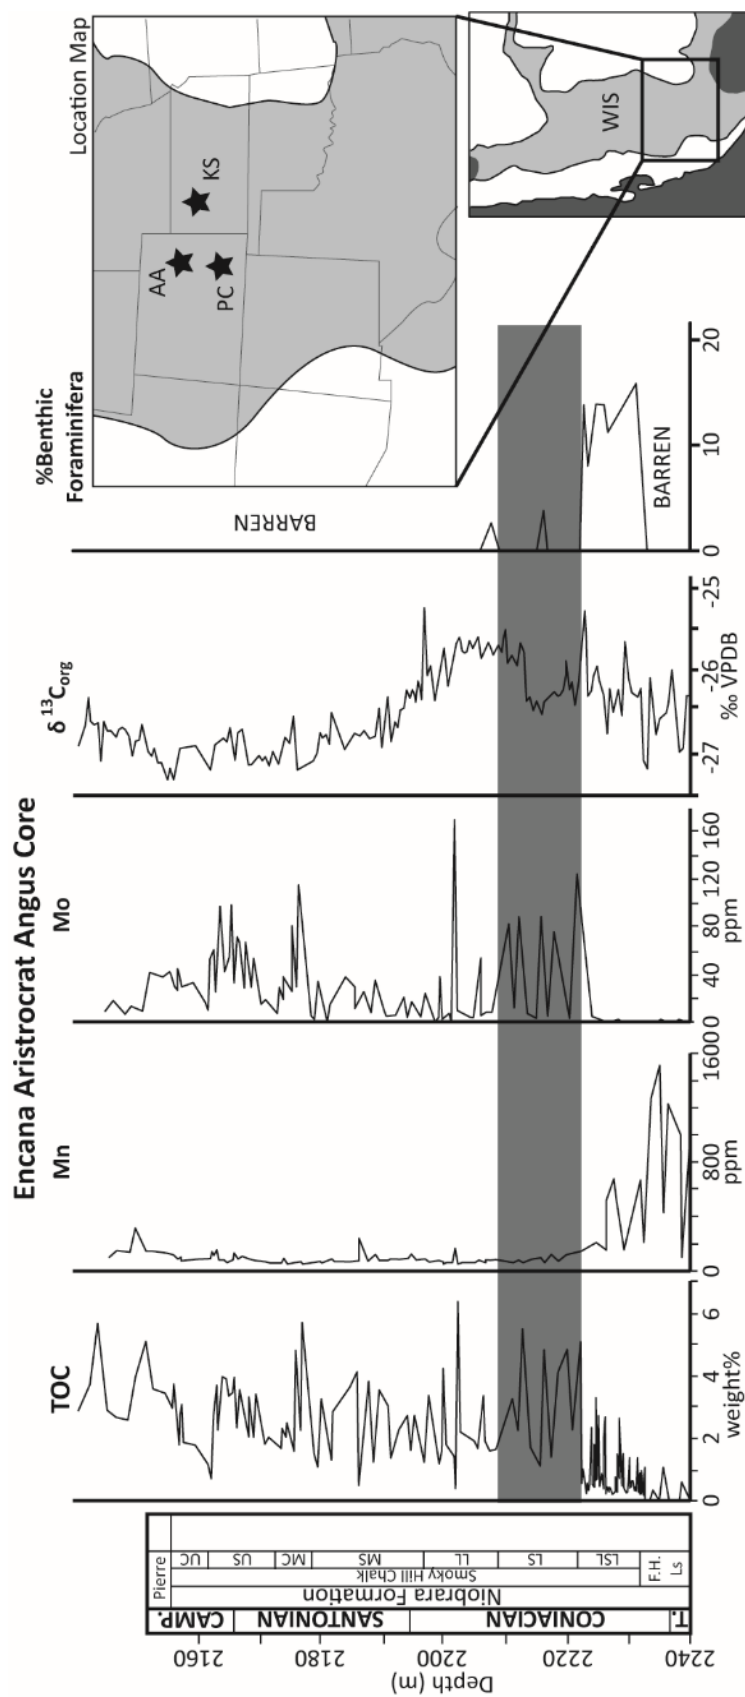 Encana Aristrocrat Angus Core
TOC
Mn
Mo
δ 13Corg
%Benthic
Foraminifera
Location Map
AA
PC
KS
WIS
BARREN
BARREN
Depth (m)
2160
2180
2200
2220
2240
CAMP.
SANTONIAN
CONIACIAN
T.
Pierre
Niobrara Formation
Smoky Hill Chalk
F.H.
Ls
UC
US
MC
MS
LL
LS
LSL
0
2
4
6
weight%
0
800
16000
ppm
0
40
80
120
160
ppm
-27
-26
-25
‰ VPDB
0
10
20